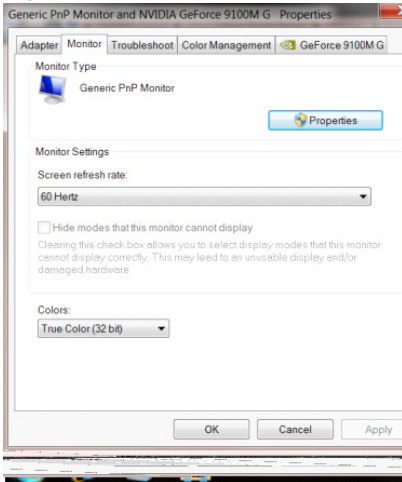 Generic PnP Monitor and NVIDIA GeForce 9100M G Properties
Adapter Monitor Troubleshoot Color Management GeForce 9100M G
Monitor Type
Generic PnP Monitor
Properties
Monitor Settings
Screen refresh rate:
60 Hertz
Hide modes that this monitor cannot display
Clearing this check box allows you to select display modes that this monitor
cannot display correctly. This may lead to an unusable display and/or
damaged hardware.
Colors:
True Color (32 bit)
OK Cancel Apply